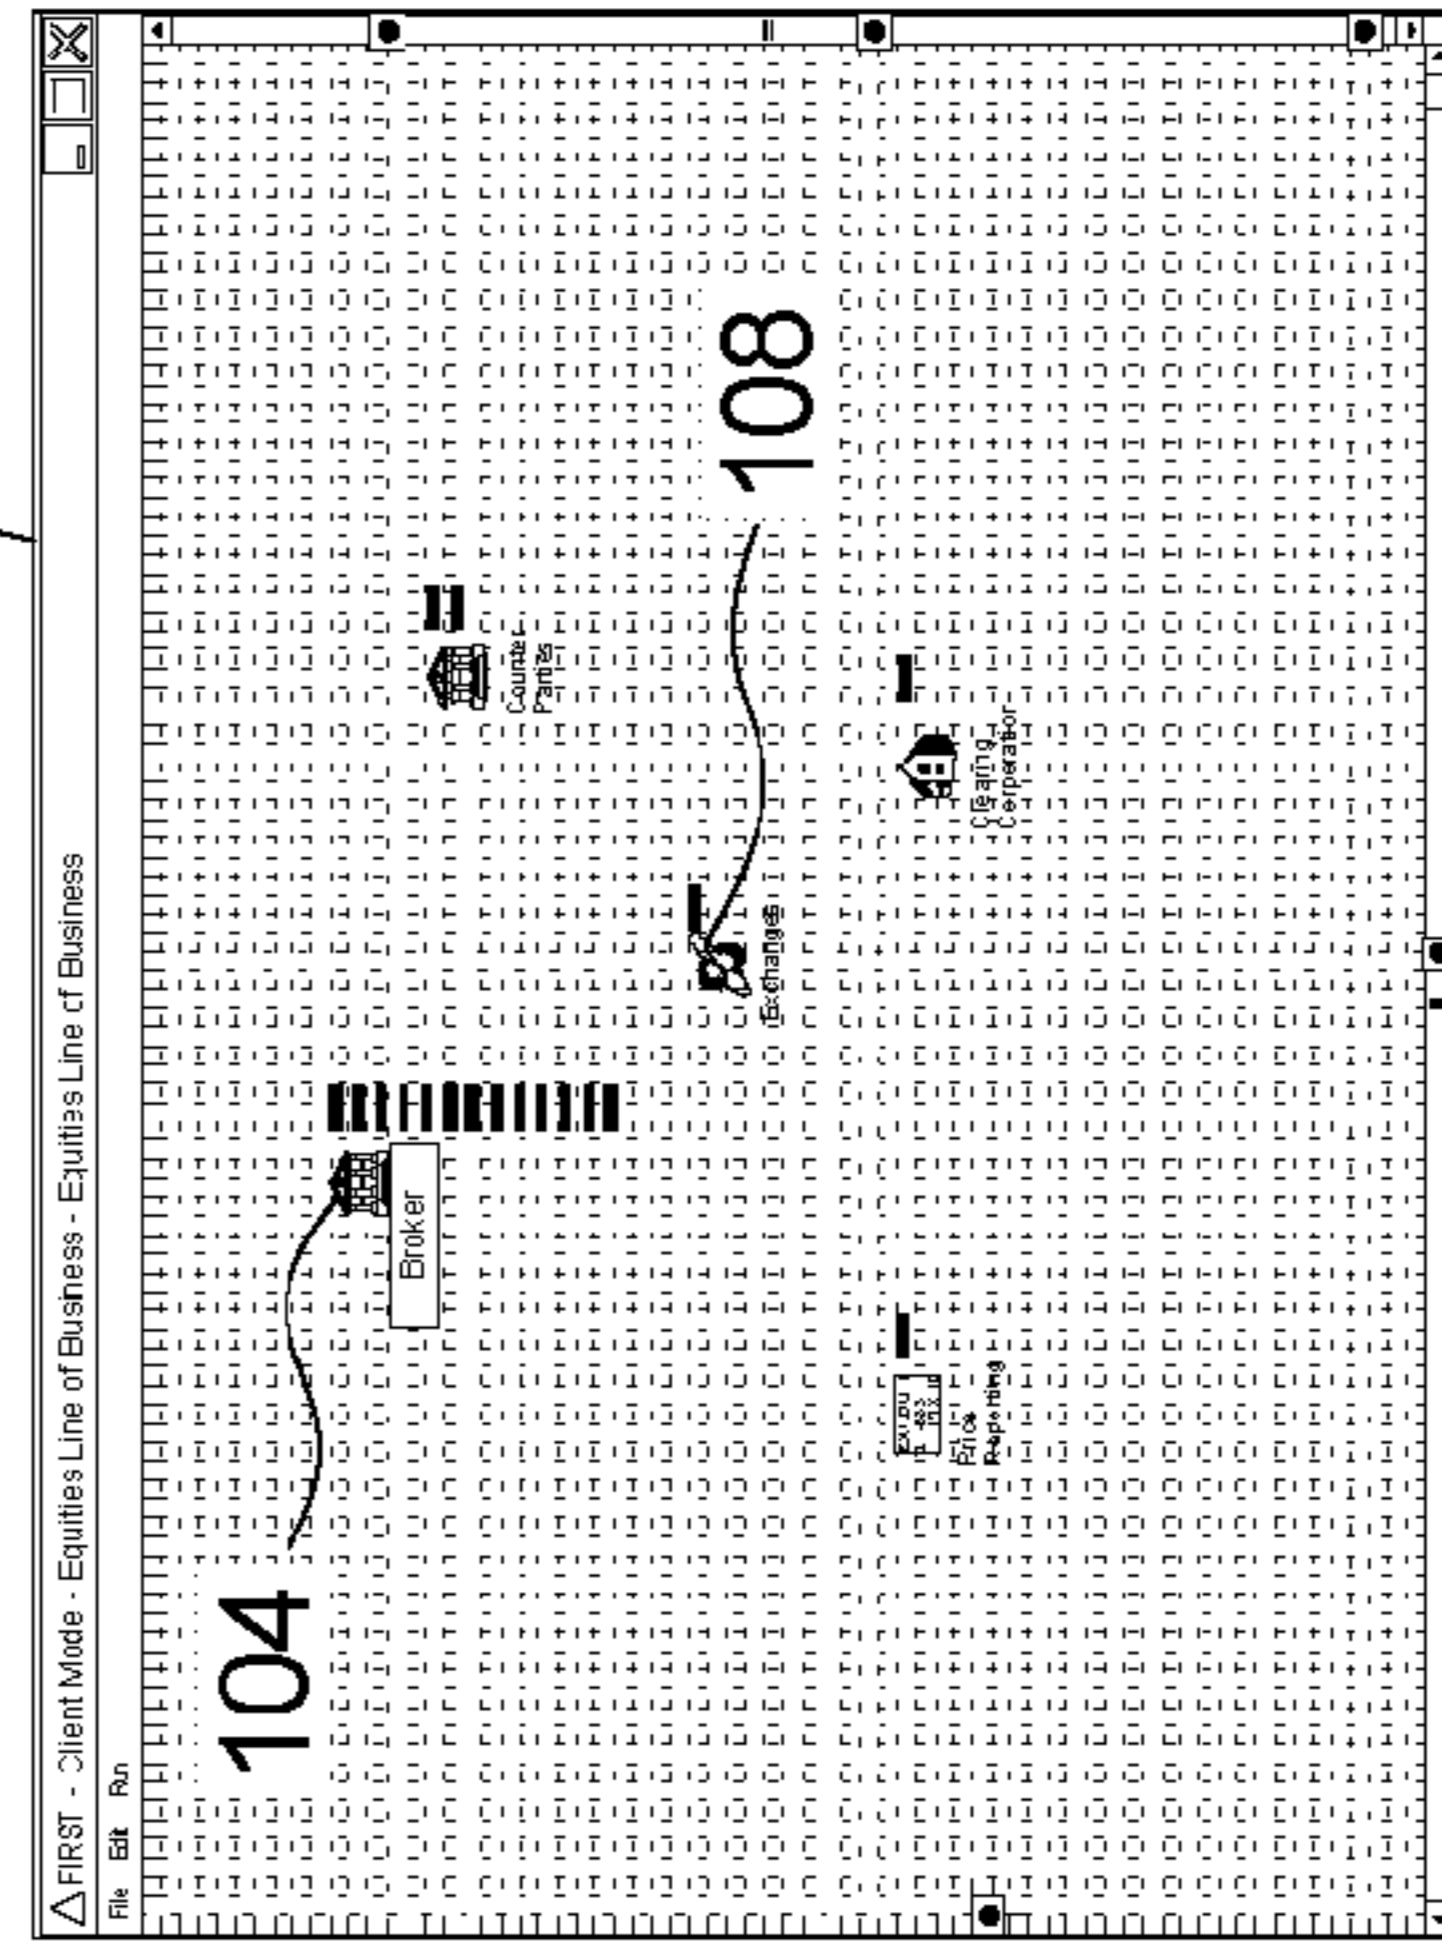 FIRST - Client Mode - Equities Line of Business - Equities Line of Business
File Edit Run
104
Broker
Counter
Parties
108
Exchanges
Price
Reporting
Clearing
Corporation